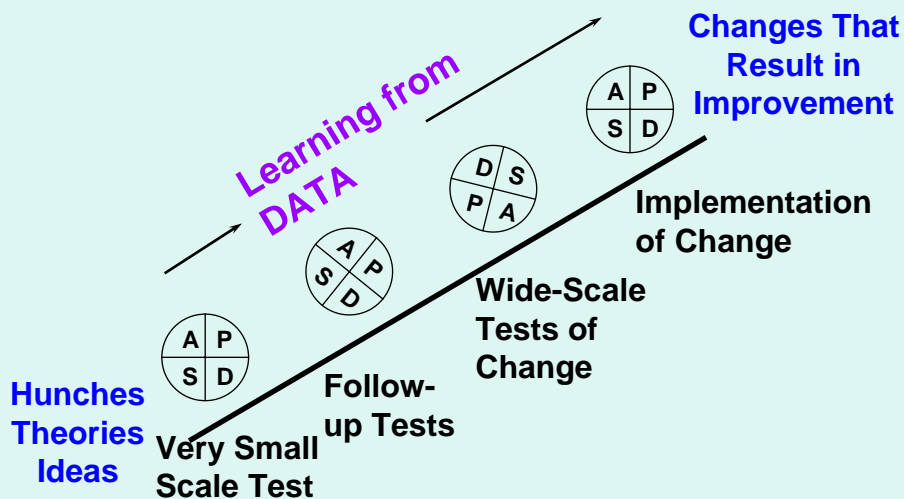 Changes That
Result in
Improvement
Learning from
DATA
A P
S D
D S
P A
A P
S D
A P
S D
Implementation
of Change
Wide-Scale
Tests of
Change
Follow-
up Tests
Very Small
Scale Test
Hunches
Theories
Ideas